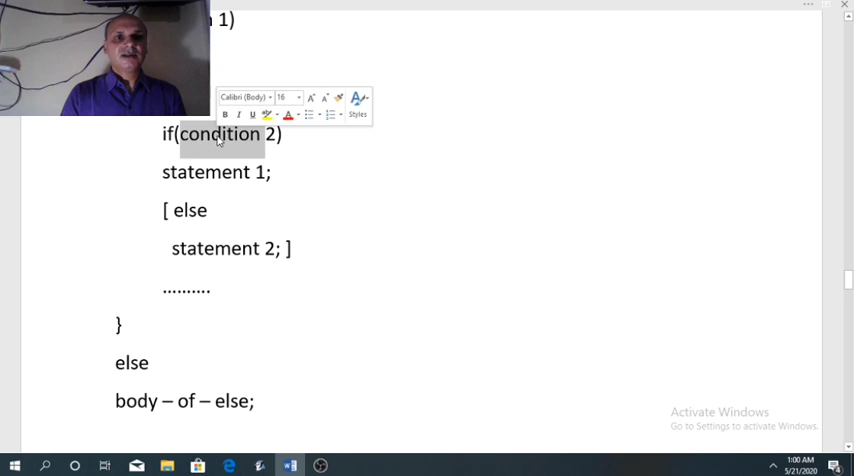 1)
Calibri (Body) 16
B I U Styles
if(condition 2)
statement 1;
[ else
statement 2; ]
..........
}
else
body – of – else;
Activate Windows
Go to Settings to activate Windows.
1:00 AM
5/21/2020